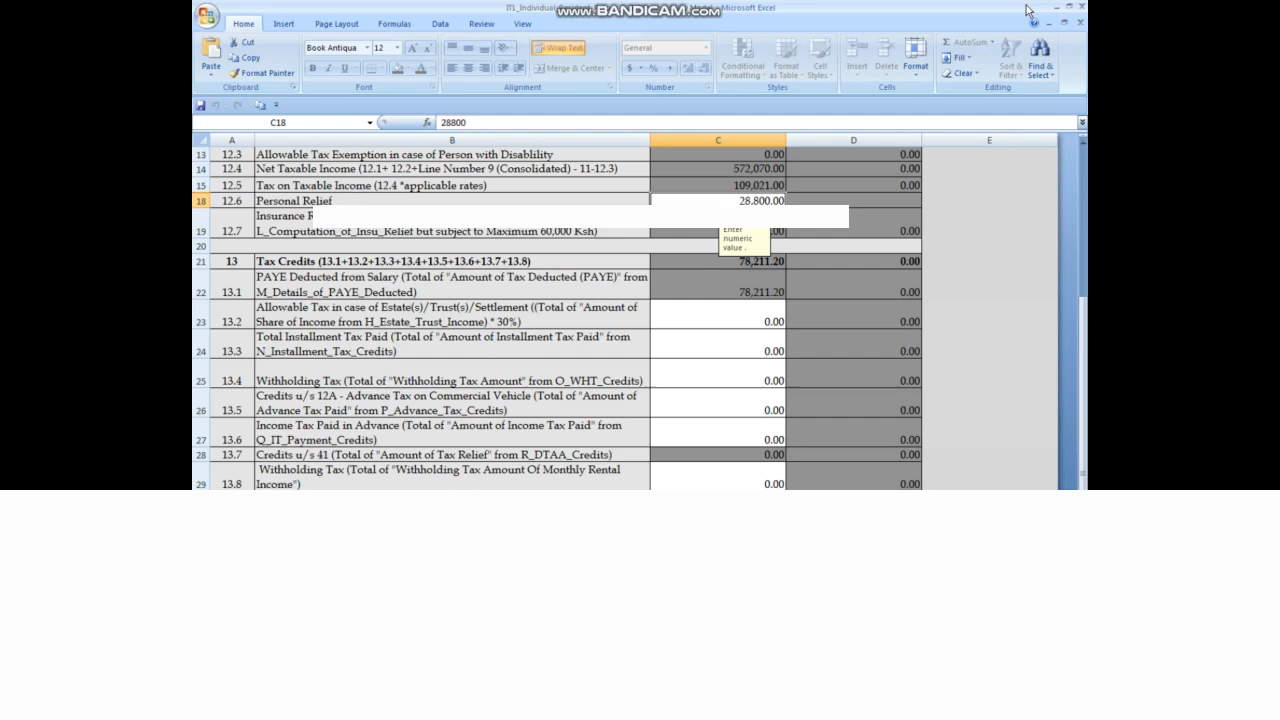 www.BANDICAM.com
IT1_Individual Microsoft Excel
Home Insert Page Layout Formulas Data Review View
Cut
Copy
Format Painter
Paste
Book Antiqua 12
Wrap Text
Merge & Center
General
Conditional Formatting
Format as Table
Cell Styles
Insert Delete Format
AutoSum
Fill
Clear
Sort & Filter
Find & Select
Clipboard Font Alignment Number Styles Cells Editing
C18 fx 28800
A B C D E
13 12.3 Allowable Tax Exemption in case of Person with Disablility 0.00 0.00
14 12.4 Net Taxable Income (12.1+ 12.2+Line Number 9 (Consolidated) - 11-12.3) 572,070.00 0.00
15 12.5 Tax on Taxable Income (12.4 *applicable rates) 109,021.00 0.00
18 12.6 Personal Relief 28,800.00
Insurance R
19 12.7 L_Computation_of_Insu_Relief but subject to Maximum 60,000 Ksh) .00 0.00
Enter
numeric
value .
20
21 13 Tax Credits (13.1+13.2+13.3+13.4+13.5+13.6+13.7+13.8) 78,211.20 0.00
PAYE Deducted from Salary (Total of "Amount of Tax Deducted (PAYE)" from
22 13.1 M_Details_of_PAYE_Deducted) 78,211.20 0.00
Allowable Tax in case of Estate(s)/Trust(s)/Settlement ((Total of "Amount of
23 13.2 Share of Income from H_Estate_Trust_Income) * 30%) 0.00 0.00
Total Installment Tax Paid (Total of "Amount of Installment Tax Paid" from
24 13.3 N_Installment_Tax_Credits) 0.00 0.00
25 13.4 Withholding Tax (Total of "Withholding Tax Amount" from O_WHT_Credits) 0.00 0.00
Credits u/s 12A - Advance Tax on Commercial Vehicle (Total of "Amount of
26 13.5 Advance Tax Paid" from P_Advance_Tax_Credits) 0.00 0.00
Income Tax Paid in Advance (Total of "Amount of Income Tax Paid" from
27 13.6 Q_IT_Payment_Credits) 0.00 0.00
28 13.7 Credits u/s 41 (Total of "Amount of Tax Relief" from R_DTAA_Credits) 0.00 0.00
Withholding Tax (Total of "Withholding Tax Amount Of Monthly Rental
29 13.8 Income") 0.00 0.00